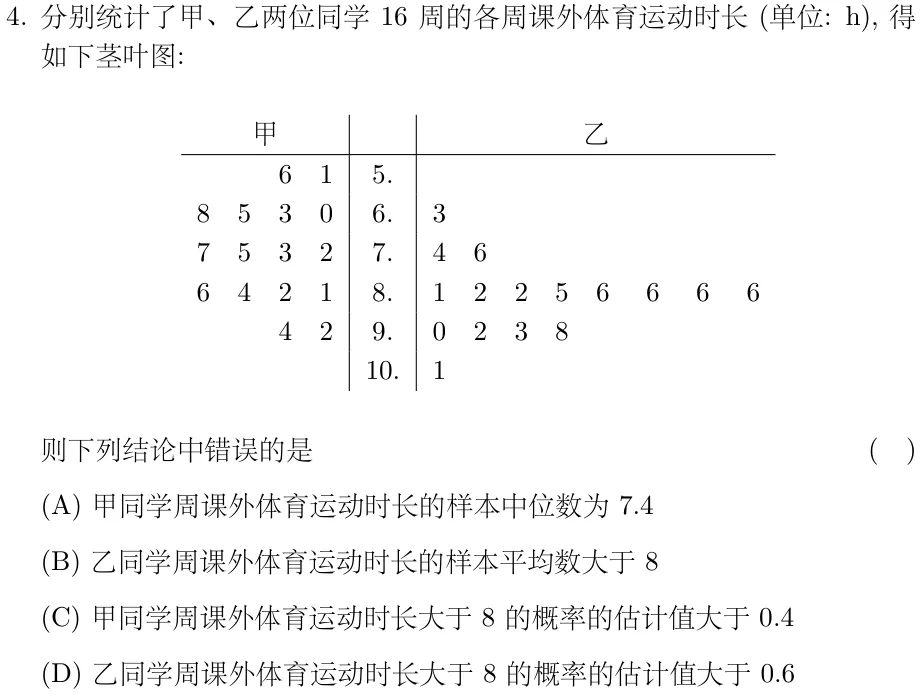 4. 分别统计了甲、乙两位同学 16 周的各周课外体育运动时长 (单位: h), 得
如下茎叶图:
甲 乙
6 1 5.
8 5 3 0 6. 3
7 5 3 2 7. 4 6
6 4 2 1 8. 1 2 2 5 6 6 6 6
4 2 9. 0 2 3 8
10. 1
则下列结论中错误的是 ( )
(A) 甲同学周课外体育运动时长的样本中位数为 7.4
(B) 乙同学周课外体育运动时长的样本平均数大于 8
(C) 甲同学周课外体育运动时长大于 8 的概率的估计值大于 0.4
(D) 乙同学周课外体育运动时长大于 8 的概率的估计值大于 0.6